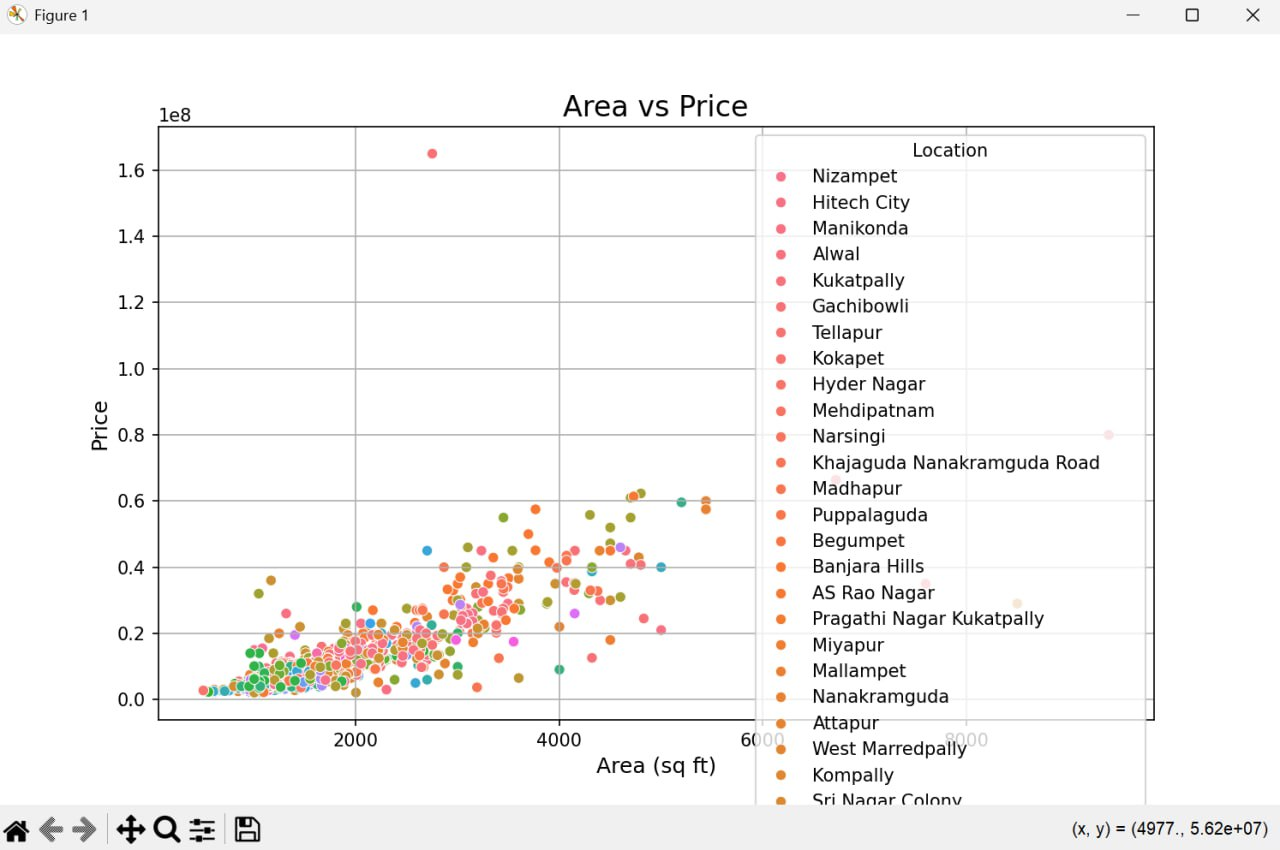 Figure 1
Area vs Price
1e8
1.6
1.4
1.2
1.0
0.8
0.6
0.4
0.2
0.0
Price
2000 4000 6000 8000
Area (sq ft)
Location
Nizampet
Hitech City
Manikonda
Alwal
Kukatpally
Gachibowli
Tellapur
Kokapet
Hyder Nagar
Mehdipatnam
Narsingi
Khajaguda Nanakramguda Road
Madhapur
Puppalaguda
Begumpet
Banjara Hills
AS Rao Nagar
Pragathi Nagar Kukatpally
Miyapur
Mallampet
Nanakramguda
Attapur
West Marredpally
Kompally
Sri Nagar Colony
(x, y) = (4977., 5.62e+07)